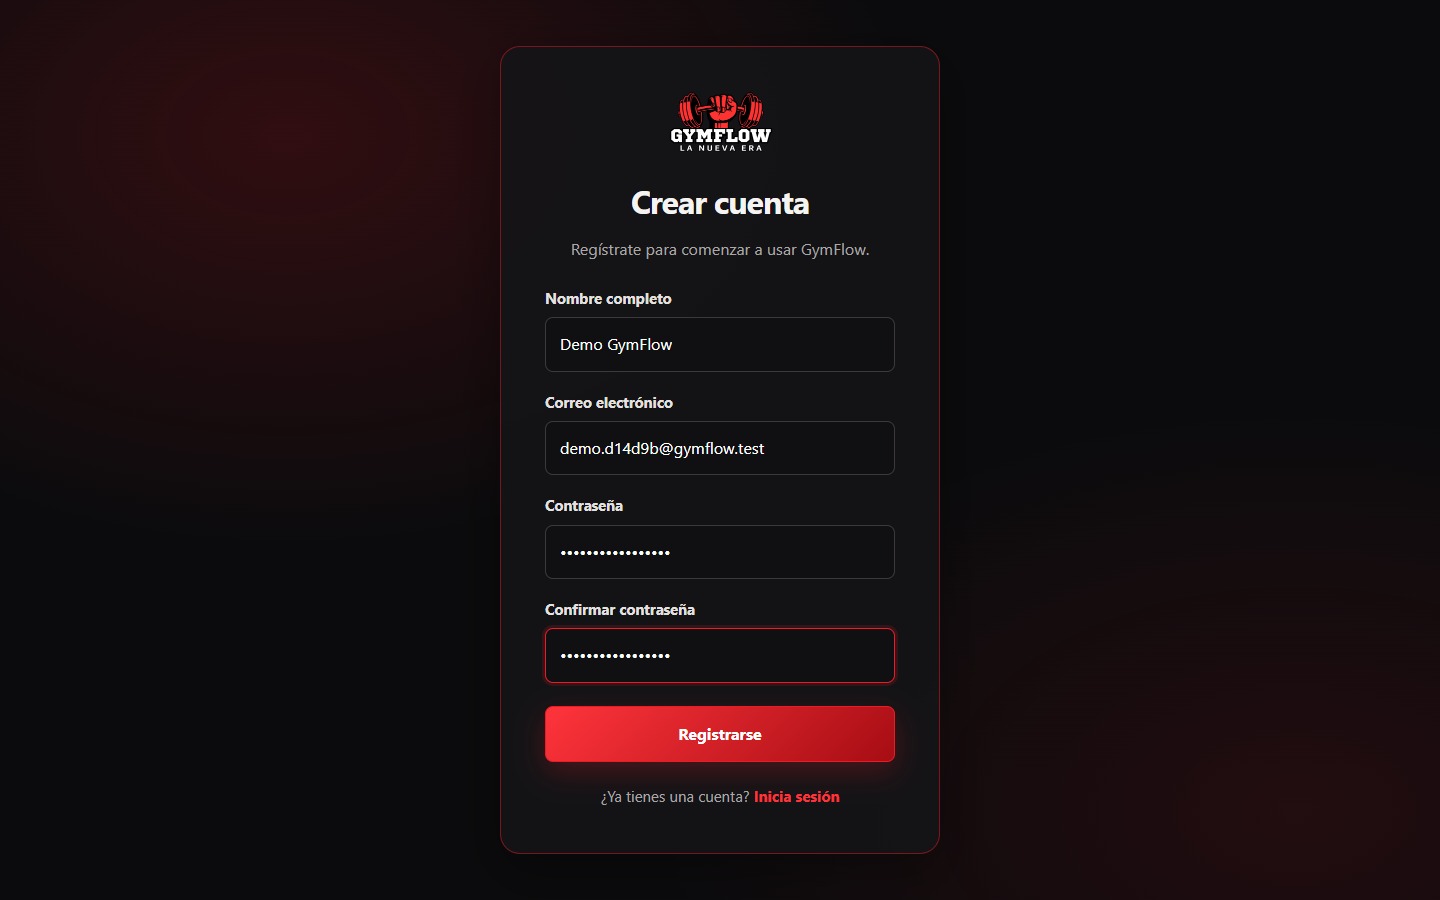 GYMFLOW
LA NUEVA ERA
Crear cuenta
Regístrate para comenzar a usar GymFlow.
Nombre completo
Demo GymFlow
Correo electrónico
demo.d14d9b@gymflow.test
Contraseña
•••••••••••••••••
Confirmar contraseña
•••••••••••••••••
Registrarse
¿Ya tienes una cuenta? Inicia sesión